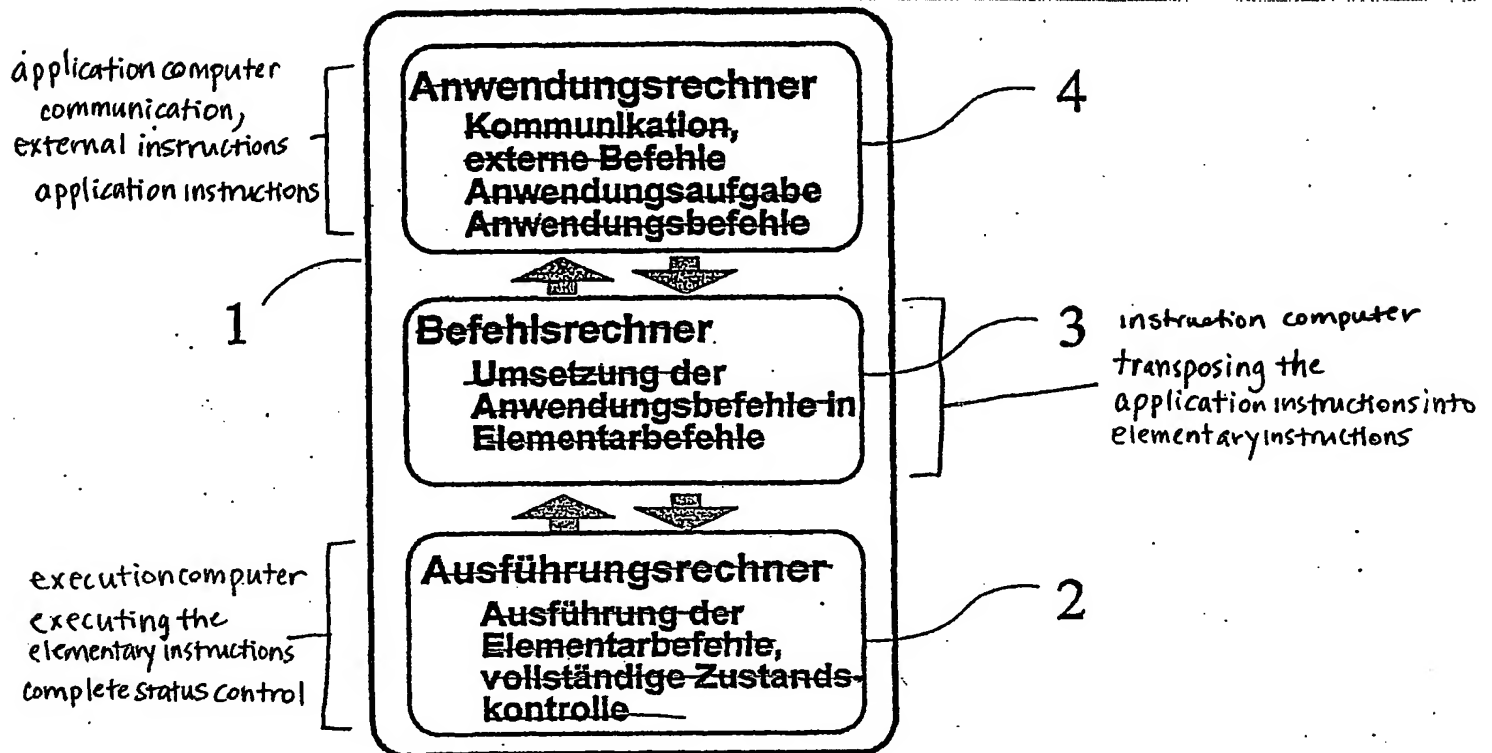 application computer
communication,
external instructions
application instructions
Anwendungsrechner
Kommunikation,
externe Befehle
Anwendungsaufgabe
Anwendungsbefehle
4
1
Befehlsrechner
Umsetzung der
Anwendungsbefehle in
Elementarbefehle
3
instruction computer
transposing the
application instructions into
elementary instructions
execution computer
executing the
elementary instructions
complete status control
Ausführungsrechner
Ausführung der
Elementarbefehle,
vollständige Zustands-
kontrolle
2